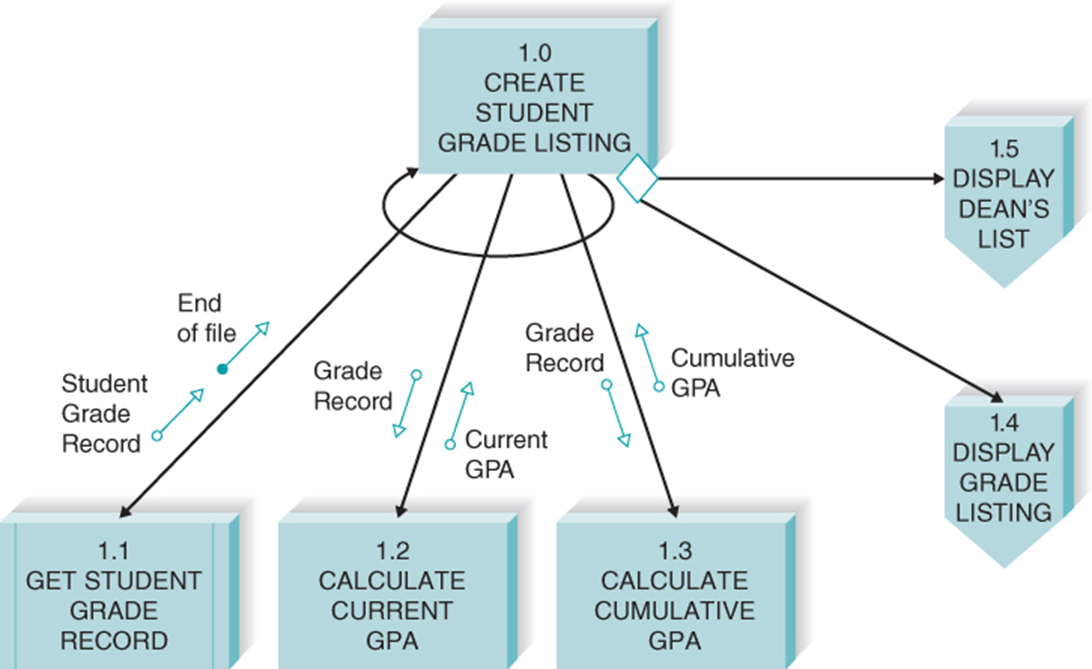 1.0
CREATE
STUDENT
GRADE LISTING
1.5
DISPLAY
DEAN'S
LIST
End
of file
Student
Grade
Record
Grade
Record
Current
GPA
Grade
Record
Cumulative
GPA
1.4
DISPLAY
GRADE
LISTING
1.1
GET STUDENT
GRADE
RECORD
1.2
CALCULATE
CURRENT
GPA
1.3
CALCULATE
CUMULATIVE
GPA